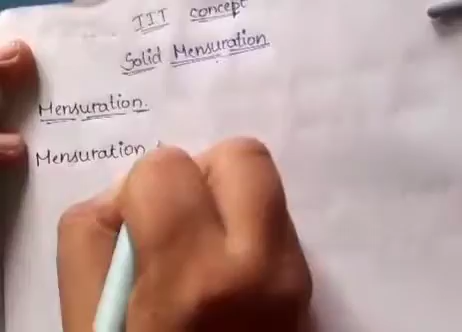 IIT concept
Solid Mensuration
Mensuration.
Mensuration